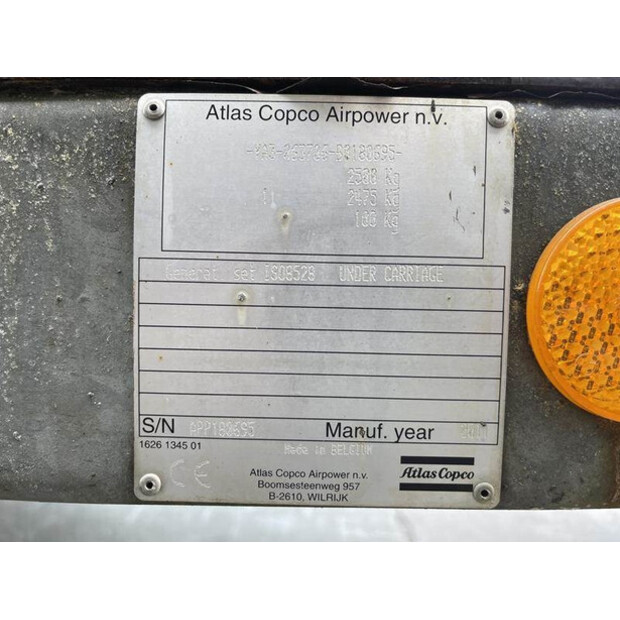 Atlas Copco Airpower n.v.
2500 Kg
2475 Kg
100 Kg
set ISO8528 UNDER CARRIAGE
S/N APP180695 Manuf. year
1626 1345 01
Made in BELGIUM
CE
Atlas Copco Airpower n.v.
Boomsesteenweg 957
B-2610, WILRIJK
Atlas Copco